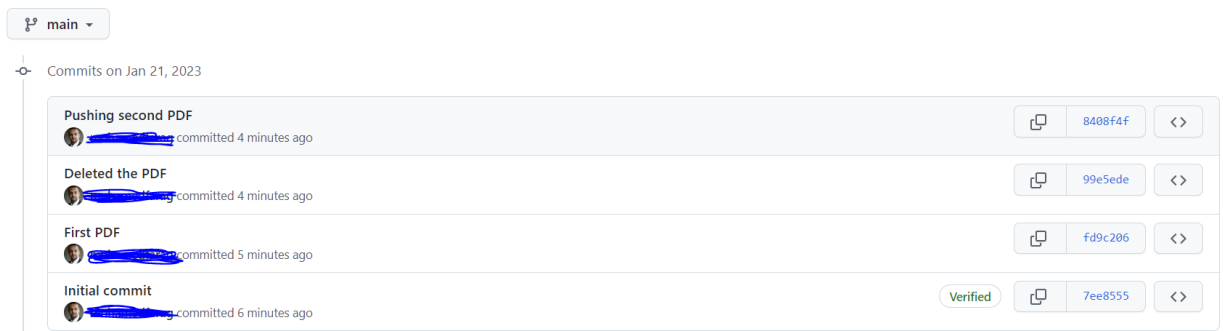 main
Commits on Jan 21, 2023
Pushing second PDF
committed 4 minutes ago
8408f4f
Deleted the PDF
committed 4 minutes ago
99e5ede
First PDF
committed 5 minutes ago
fd9c206
Initial commit
committed 6 minutes ago
Verified
7ee8555